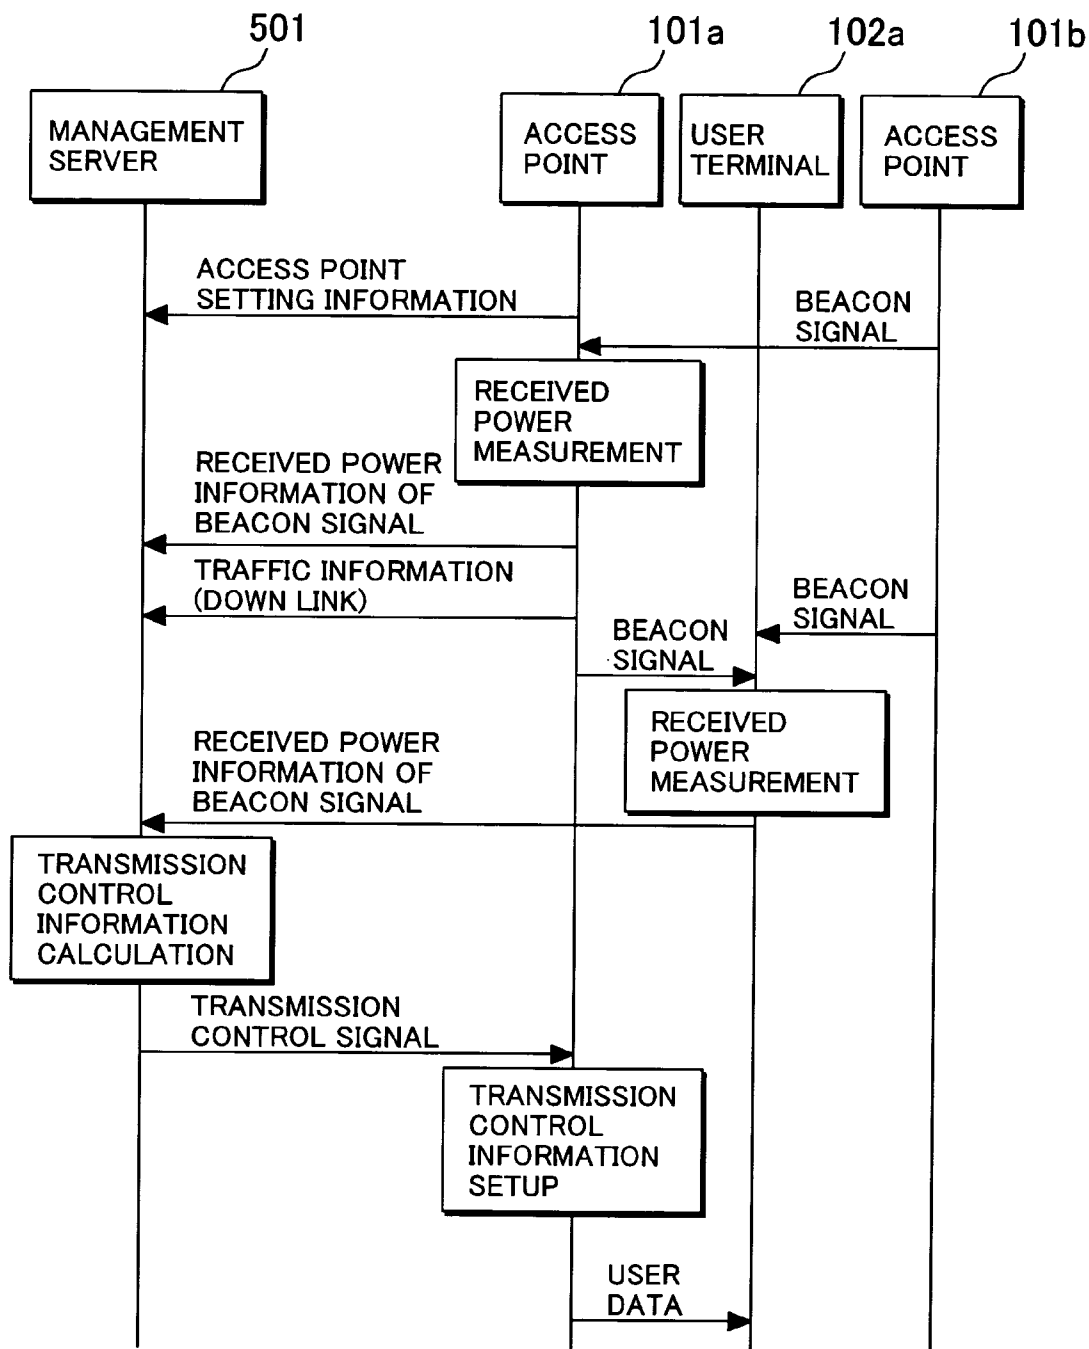 501
101a
102a
101b
MANAGEMENT
SERVER
ACCESS
POINT
USER
TERMINAL
ACCESS
POINT
ACCESS POINT
SETTING INFORMATION
BEACON
SIGNAL
RECEIVED
POWER
MEASUREMENT
RECEIVED POWER
INFORMATION OF
BEACON SIGNAL
TRAFFIC INFORMATION
(DOWN LINK)
BEACON
SIGNAL
BEACON
SIGNAL
RECEIVED
POWER
MEASUREMENT
RECEIVED POWER
INFORMATION OF
BEACON SIGNAL
TRANSMISSION
CONTROL
INFORMATION
CALCULATION
TRANSMISSION
CONTROL SIGNAL
TRANSMISSION
CONTROL
INFORMATION
SETUP
USER
DATA